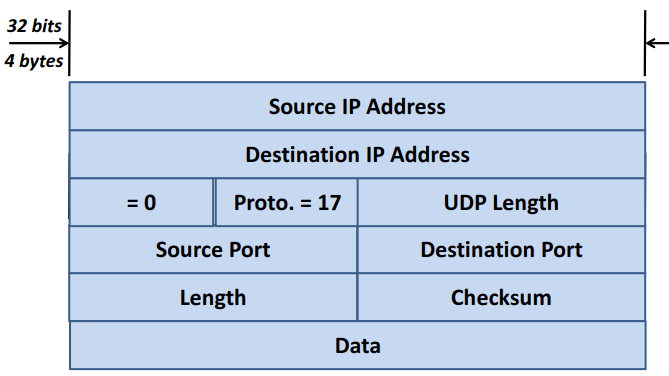 32 bits
4 bytes
Source IP Address
Destination IP Address
= 0 Proto. = 17 UDP Length
Source Port Destination Port
Length Checksum
Data